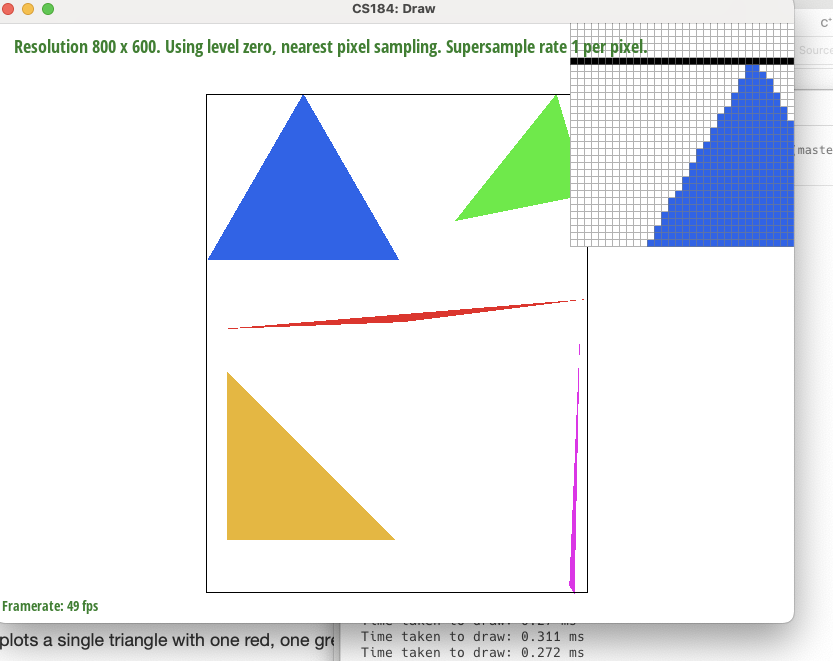 CS184: Draw
C
Resolution 800 x 600. Using level zero, nearest pixel sampling. Supersample rate 1 per pixel.
Source
(maste
Framerate: 49 fps
plots a single triangle with one red, one gre
Time taken to draw: 0.27 ms
Time taken to draw: 0.311 ms
Time taken to draw: 0.272 ms